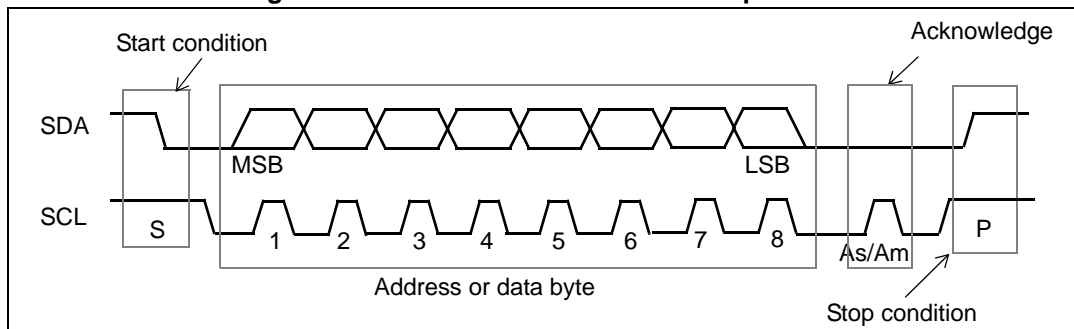 Start condition
Acknowledge
SDA
MSB
LSB
SCL
S
1
2
3
4
5
6
7
8
As/Am
P
Address or data byte
Stop condition